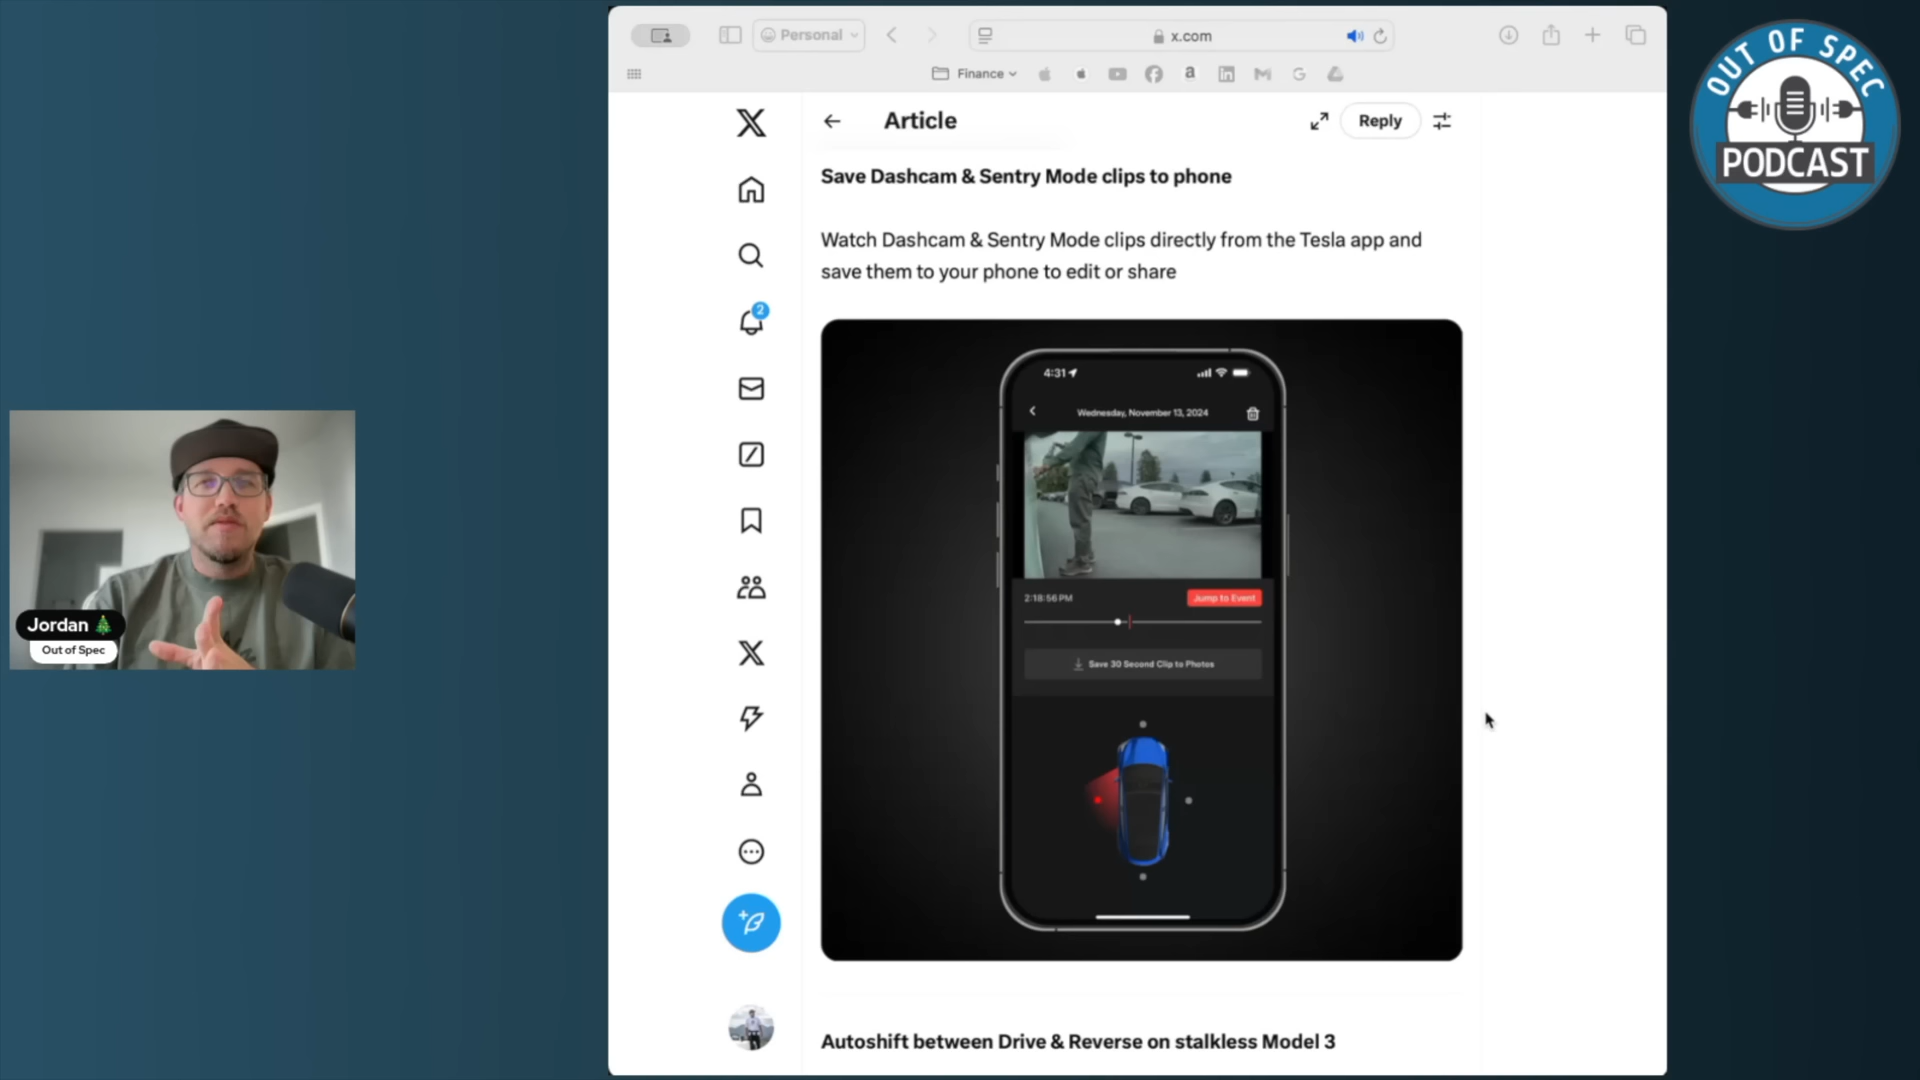 Personal
x.com
Finance
Article
Reply
Save Dashcam & Sentry Mode clips to phone
Watch Dashcam & Sentry Mode clips directly from the Tesla app and
save them to your phone to edit or share
2
4:31
Wednesday, November 13, 2024
2:18:56 PM
Jump to Event
Save 30 Second Clip to Photos
Autoshift between Drive & Reverse on stalkless Model 3
Jordan 🎄
Out of Spec
OUT OF SPEC
PODCAST